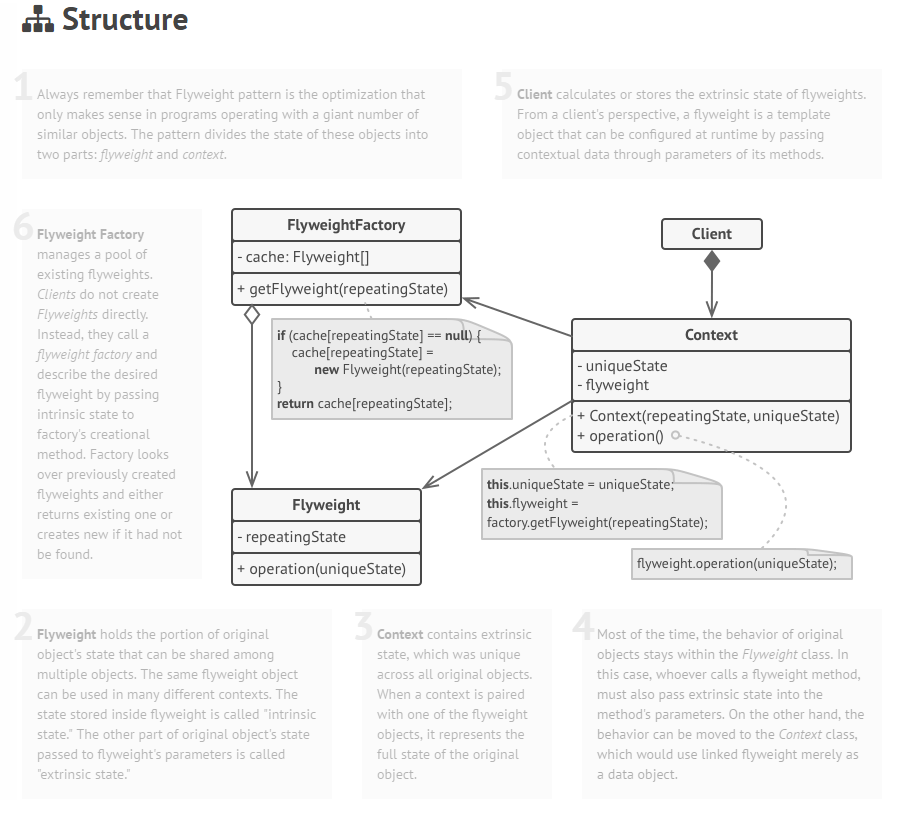 Structure
1
Always remember that Flyweight pattern is the optimization that
only makes sense in programs operating with a giant number of
similar objects. The pattern divides the state of these objects into
two parts: flyweight and context.
5
Client calculates or stores the extrinsic state of flyweights.
From a client's perspective, a flyweight is a template
object that can be configured at runtime by passing
contextual data through parameters of its methods.
6
Flyweight Factory
manages a pool of
existing flyweights.
Clients do not create
Flyweights directly.
Instead, they call a
flyweight factory and
describe the desired
flyweight by passing
intrinsic state to
factory's creational
method. Factory looks
over previously created
flyweights and either
returns existing one or
creates new if it had not
be found.
FlyweightFactory
- cache: Flyweight[]
+ getFlyweight(repeatingState)
if (cache[repeatingState] == null) {
cache[repeatingState] =
new Flyweight(repeatingState);
}
return cache[repeatingState];
Client
Context
- uniqueState
- flyweight
+ Context(repeatingState, uniqueState)
+ operation()
this.uniqueState = uniqueState;
this.flyweight =
factory.getFlyweight(repeatingState);
flyweight.operation(uniqueState);
Flyweight
- repeatingState
+ operation(uniqueState)
2
Flyweight holds the portion of original
object's state that can be shared among
multiple objects. The same flyweight object
can be used in many different contexts. The
state stored inside flyweight is called "intrinsic
state." The other part of original object's state
passed to flyweight's parameters is called
"extrinsic state."
3
Context contains extrinsic
state, which was unique
across all original objects.
When a context is paired
with one of the flyweight
objects, it represents the
full state of the original
object.
4
Most of the time, the behavior of original
objects stays within the Flyweight class. In
this case, whoever calls a flyweight method,
must also pass extrinsic state into the
method's parameters. On the other hand, the
behavior can be moved to the Context class,
which would use linked flyweight merely as
a data object.